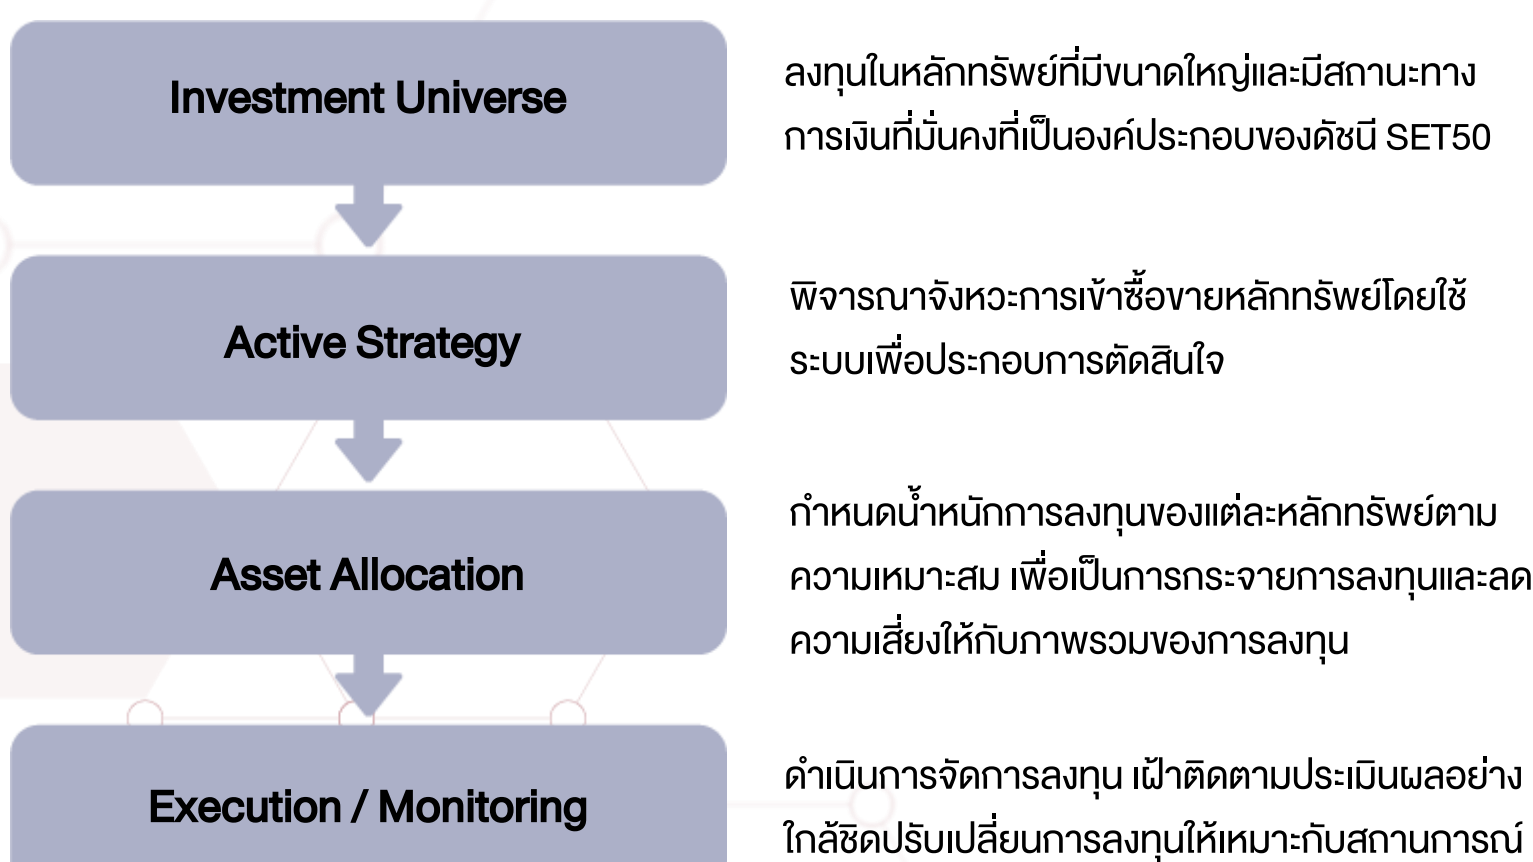 Investment Universe
ลงทุนในหลักทรัพย์ที่มีขนาดใหญ่และมีสถานะทาง
การเงินที่มั่นคงที่เป็นองค์ประกอบของดัชนี SET50
Active Strategy
พิจารณาจังหวะการเข้าซื้อขายหลักทรัพย์โดยใช้
ระบบเพื่อประกอบการตัดสินใจ
Asset Allocation
กำหนดน้ำหนักการลงทุนของแต่ละหลักทรัพย์ตาม
ความเหมาะสม เพื่อเป็นการกระจายการลงทุนและลด
ความเสี่ยงให้กับภาพรวมของการลงทุน
Execution / Monitoring
ดำเนินการจัดการลงทุน เฝ้าติดตามประเมินผลอย่าง
ใกล้ชิดปรับเปลี่ยนการลงทุนให้เหมาะกับสถานการณ์